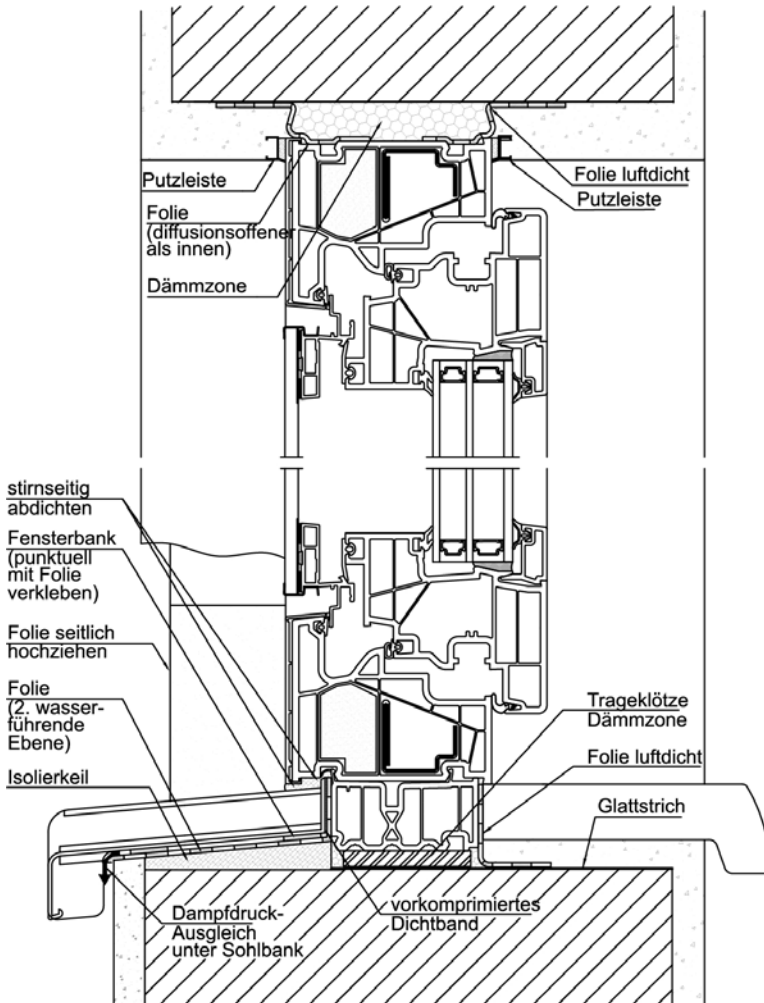 Putzleiste
Folie
(diffusionsoffener
als innen)
Dämmzone
Folie luftdicht
Putzleiste
stirnseitig
abdichten
Fensterbank
(punktuell
mit Folie
verkleben)
Folie seitlich
hochziehen
Folie
(2. wasser-
führende
Ebene)
Isolierkeil
Trageklötze
Dämmzone
Folie luftdicht
Glattstrich
Dampfdruck-
Ausgleich
unter Sohlbank
vorkomprimiertes
Dichtband